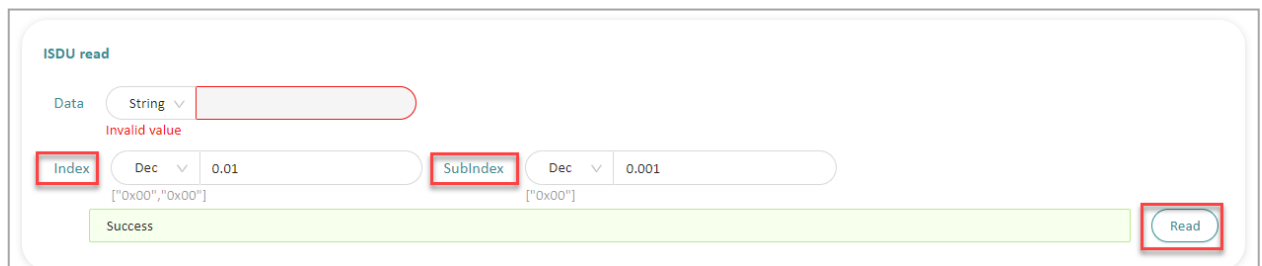 ISDU read
Data String
Invalid value
Index Dec 0.01 SubIndex Dec 0.001
["0x00","0x00"] ["0x00"]
Success Read